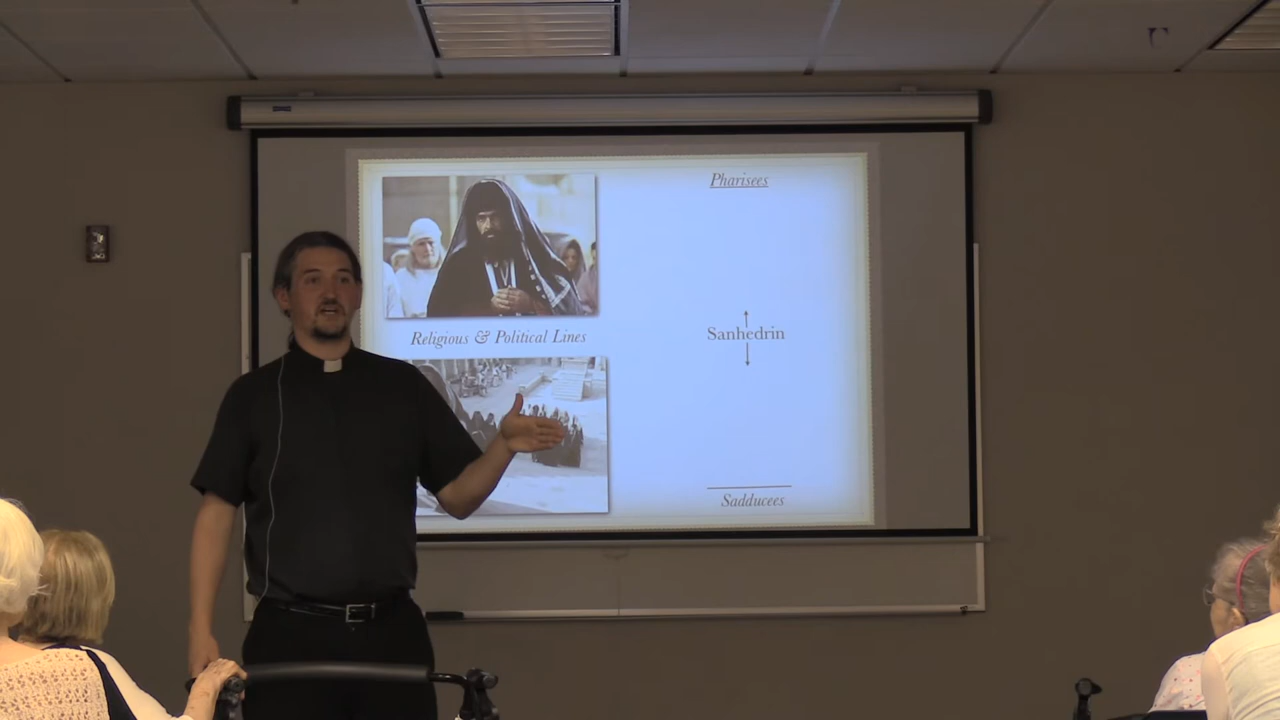 Pharisees
Religious & Political Lines
Sanhedrin
Sadducees